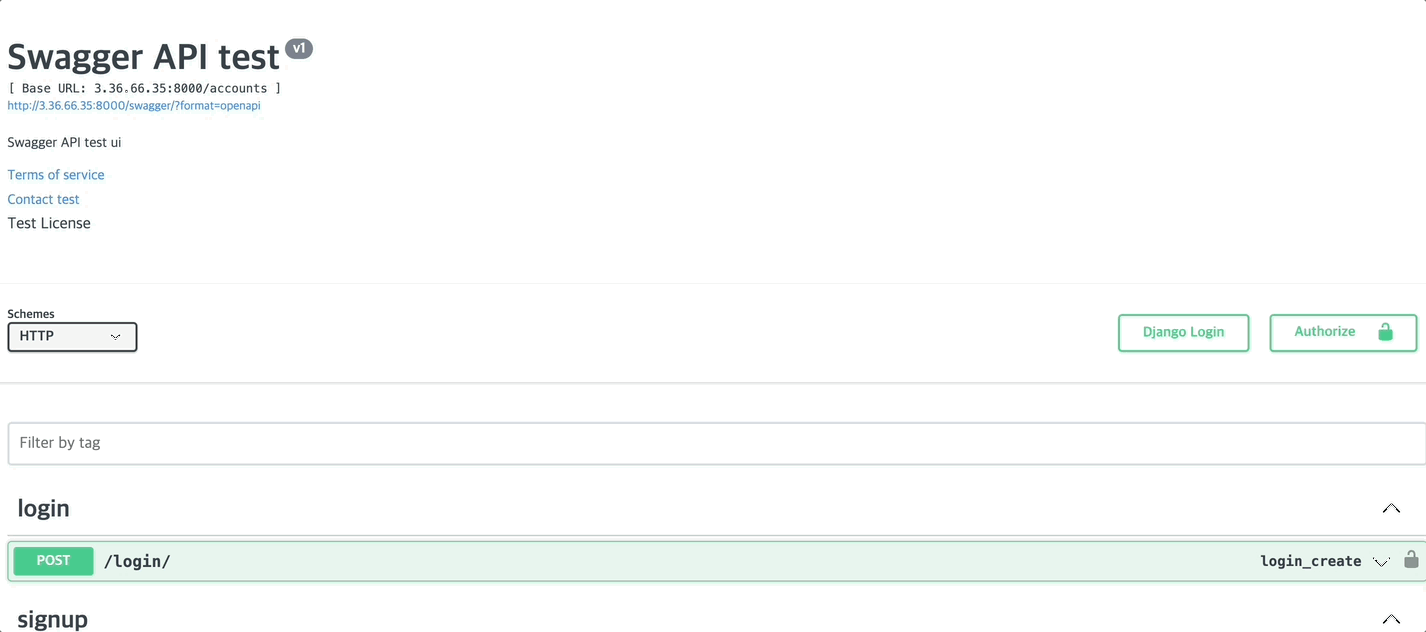 Swagger API test v1
[ Base URL: 3.36.66.35:8000/accounts ]
http://3.36.66.35:8000/swagger/?format=openapi
Swagger API test ui
Terms of service
Contact test
Test License
Schemes
HTTP
Django Login
Authorize
Filter by tag
login
POST /login/ login_create
signup